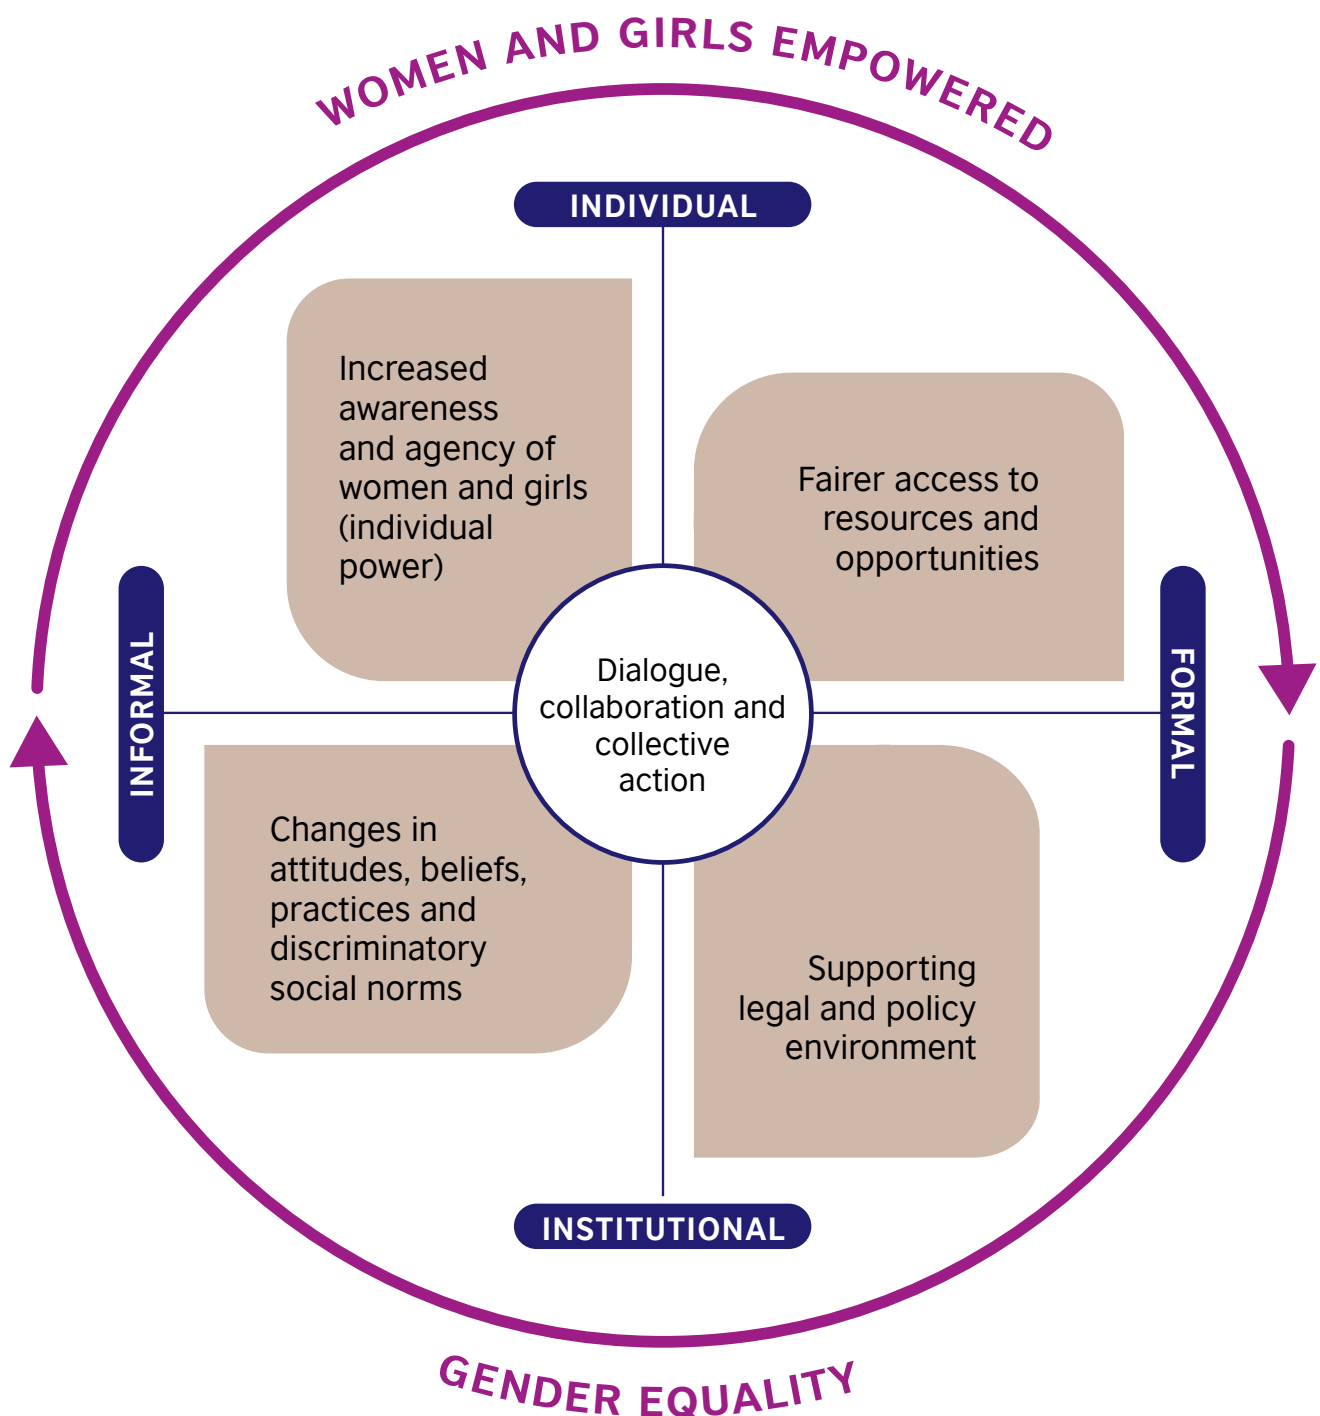 WOMEN AND GIRLS EMPOWERED
INDIVIDUAL
Increased
awareness
and agency of
women and girls
(individual
power)
Fairer access to
resources and
opportunities
INFORMAL
Dialogue,
collaboration and
collective
action
FORMAL
Changes in
attitudes, beliefs,
practices and
discriminatory
social norms
Supporting
legal and policy
environment
INSTITUTIONAL
GENDER EQUALITY